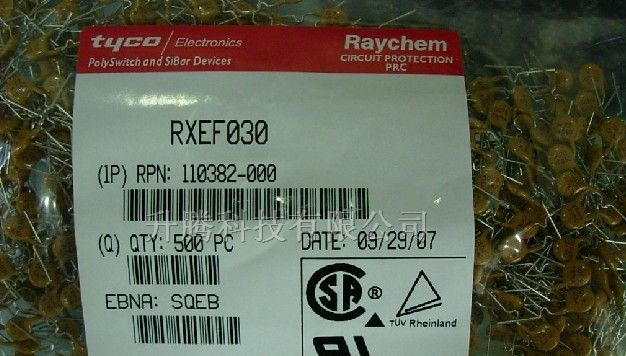 tyco / Electronics
PolySwitch and SiBar Devices
Raychem
CIRCUIT PROTECTION
PRC
RXEF030
(1P) RPN: 110382-000
升腾科技有限公司
(Q) QTY: 500 PC
DATE: 09/29/07
EBNA: SQEB
SA ®
TÜV Rheinland